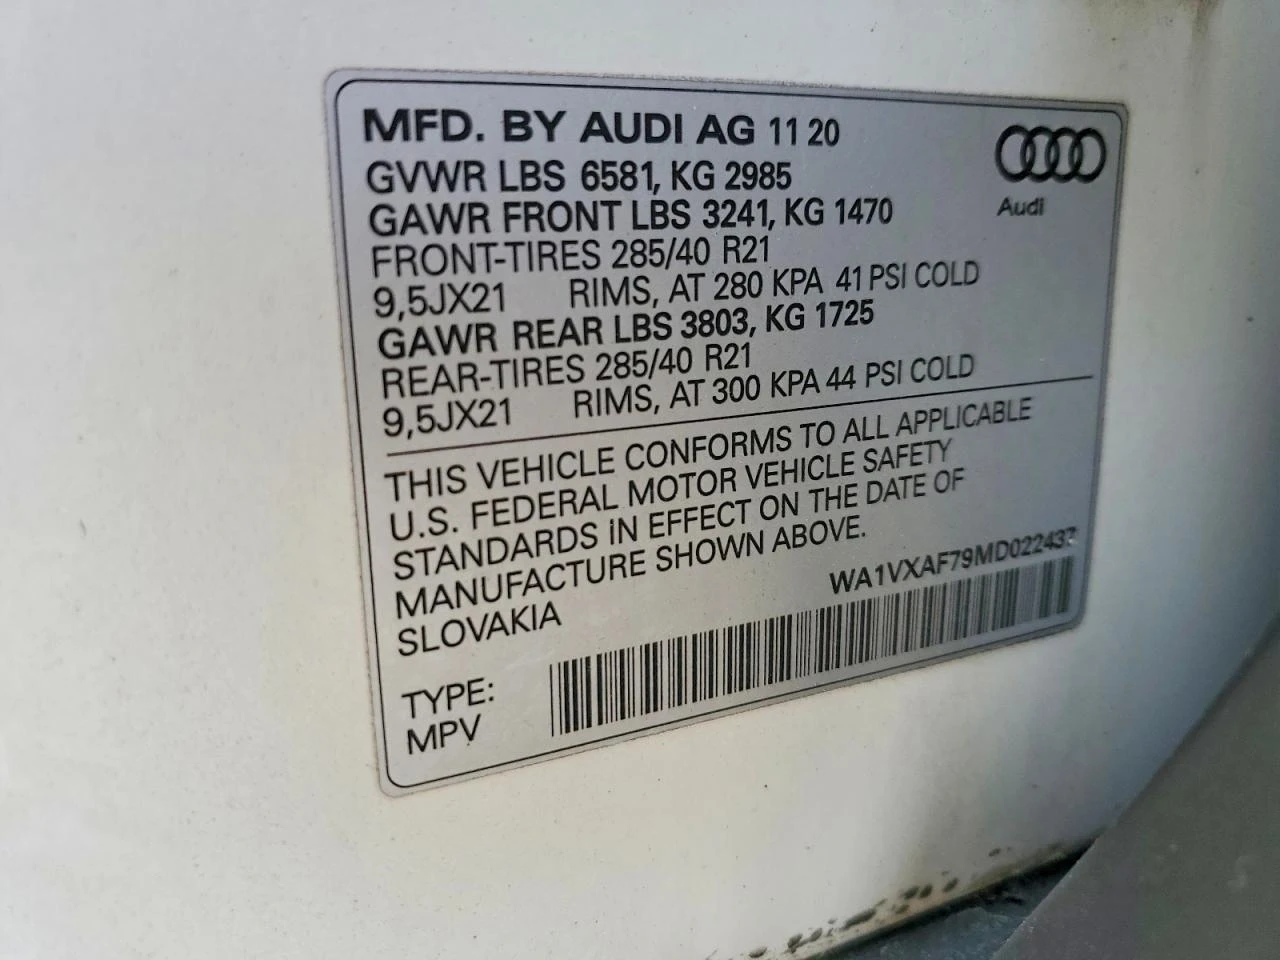 MFD. BY AUDI AG 11 20
GVWR LBS 6581, KG 2985
GAWR FRONT LBS 3241, KG 1470
FRONT-TIRES 285/40 R21
9,5JX21 RIMS, AT 280 KPA 41 PSI COLD
GAWR REAR LBS 3803, KG 1725
REAR-TIRES 285/40 R21
9,5JX21 RIMS, AT 300 KPA 44 PSI COLD
Audi
THIS VEHICLE CONFORMS TO ALL APPLICABLE
U.S. FEDERAL MOTOR VEHICLE SAFETY
STANDARDS iN EFFECT ON THE DATE OF
MANUFACTURE SHOWN ABOVE.
SLOVAKIA
WA1VXAF79MD022437
TYPE:
MPV